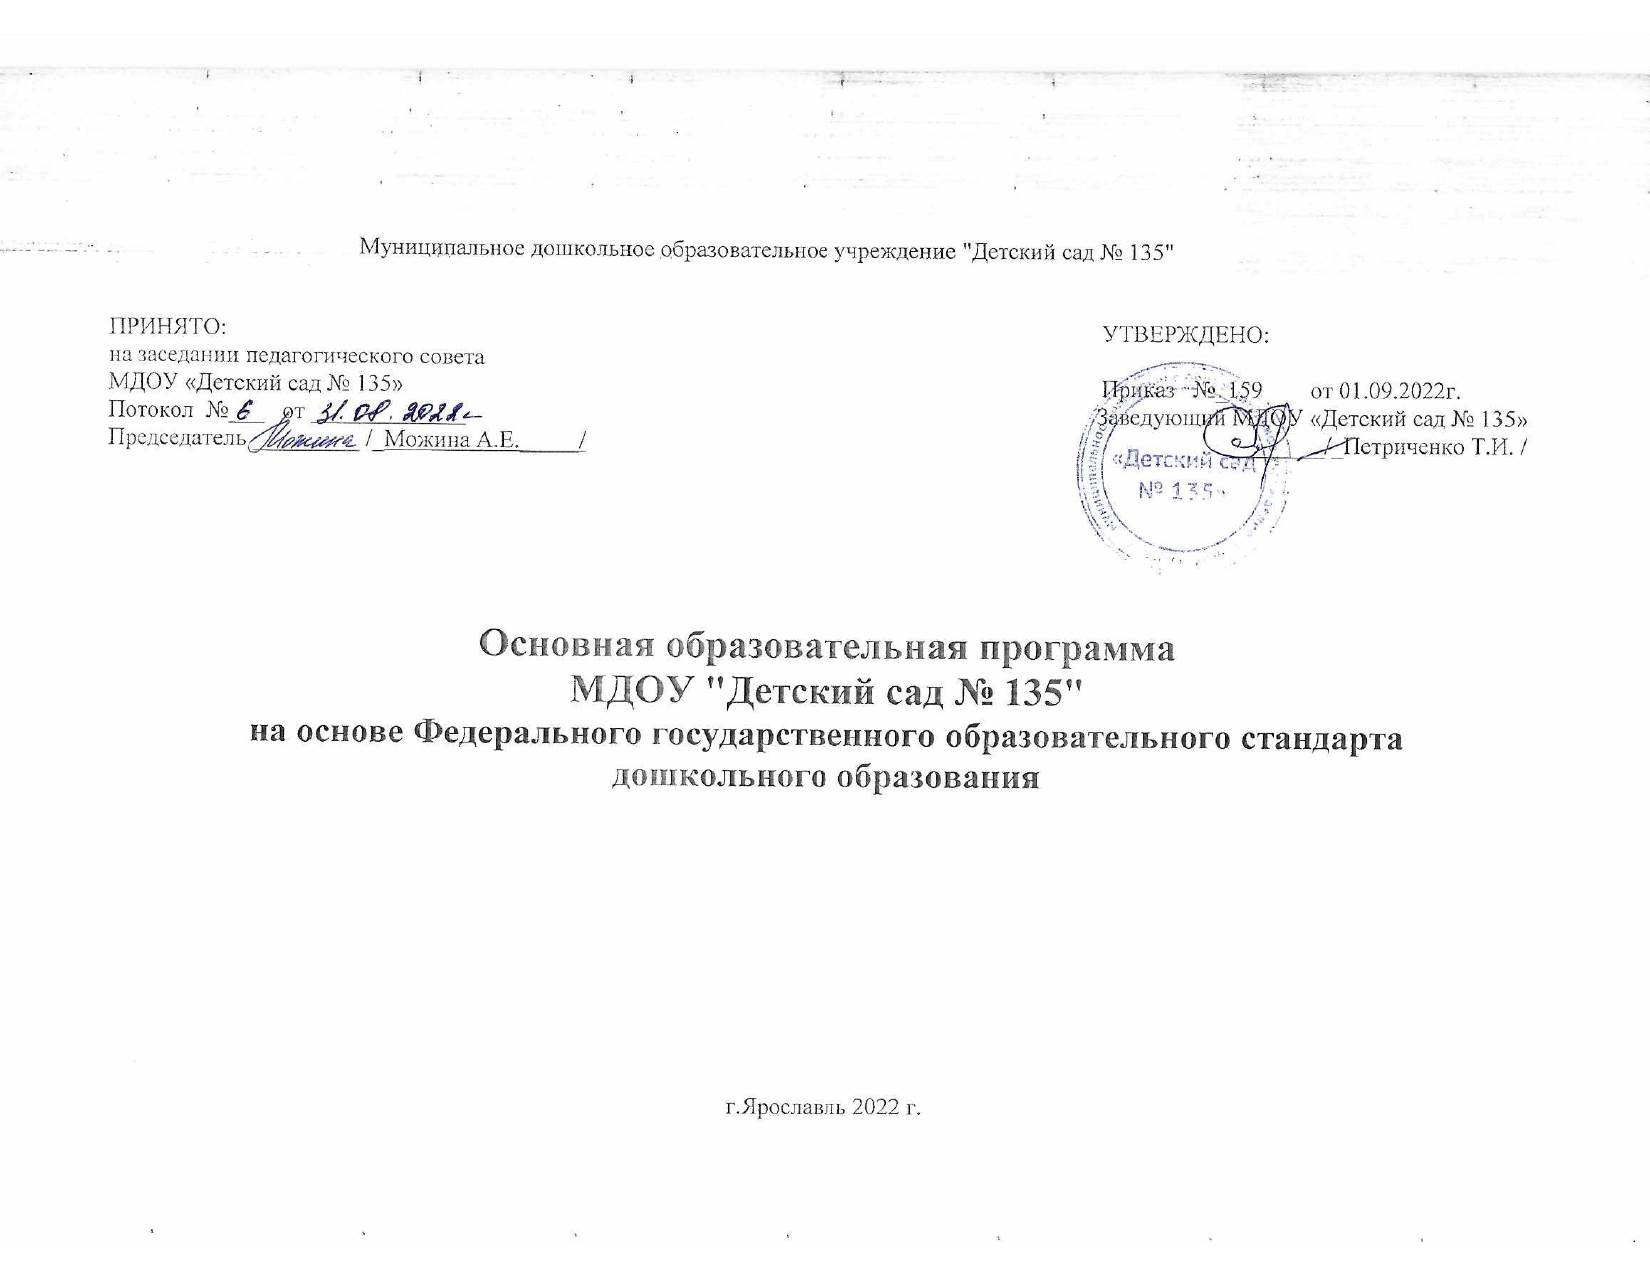 Муниципальное дошкольное образовательное учреждение "Детский сад № 135"
ПРИНЯТО:
на заседании педагогического совета
МДОУ «Детский сад № 135»
Потокол № 6 от 31.08.2022г
Председатель Можина / Можина А.Е. /
УТВЕРЖДЕНО:
Приказ № 159 от 01.09.2022г.
Заведующий МДОУ «Детский сад № 135»
/ Петриченко Т.И. /
«Детский сад
№ 135»
Основная образовательная программа
МДОУ "Детский сад № 135"
на основе Федерального государственного образовательного стандарта
дошкольного образования
г.Ярославль 2022 г.